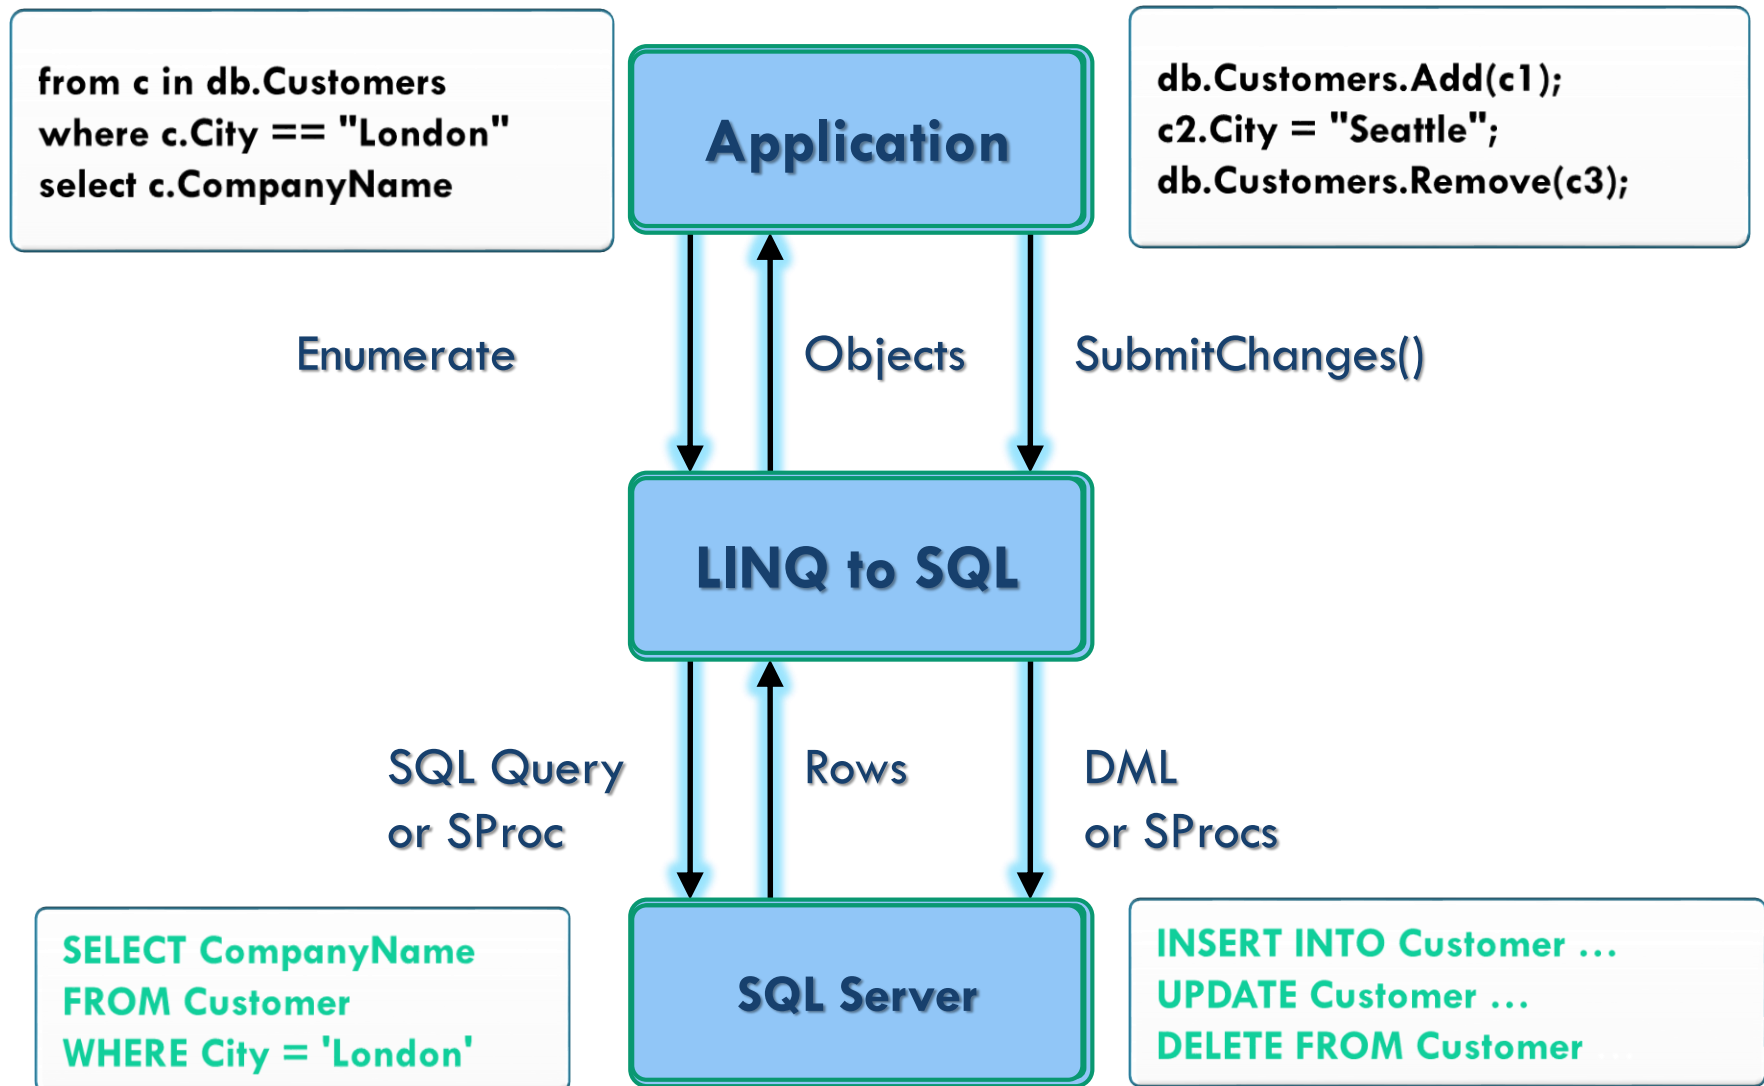 from c in db.Customers
where c.City == "London"
select c.CompanyName
Application
db.Customers.Add(c1);
c2.City = "Seattle";
db.Customers.Remove(c3);
Enumerate
Objects
SubmitChanges()
LINQ to SQL
SQL Query
or SProc
Rows
DML
or SProcs
SELECT CompanyName
FROM Customer
WHERE City = 'London'
SQL Server
INSERT INTO Customer …
UPDATE Customer …
DELETE FROM Customer …